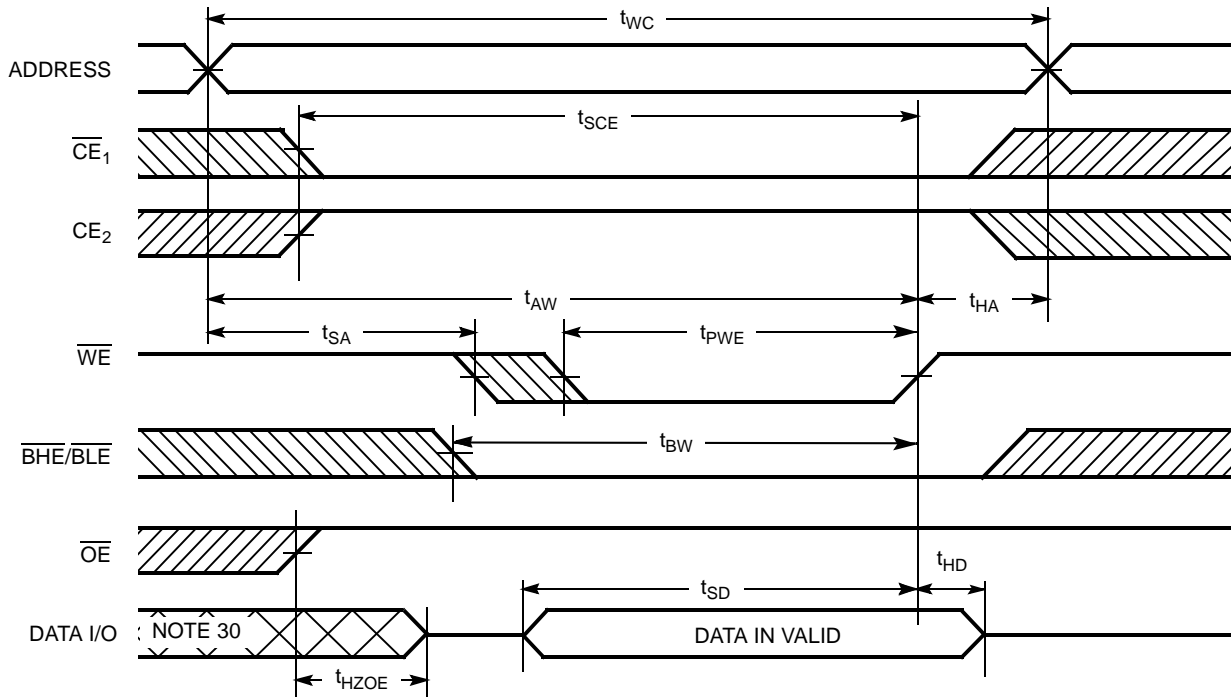 tWC
ADDRESS
tSCE
CE1
CE2
tAW
tHA
tSA
tPWE
WE
tBW
BHE/BLE
OE
tHD
tSD
DATA I/O
NOTE 30
DATA IN VALID
tHZOE